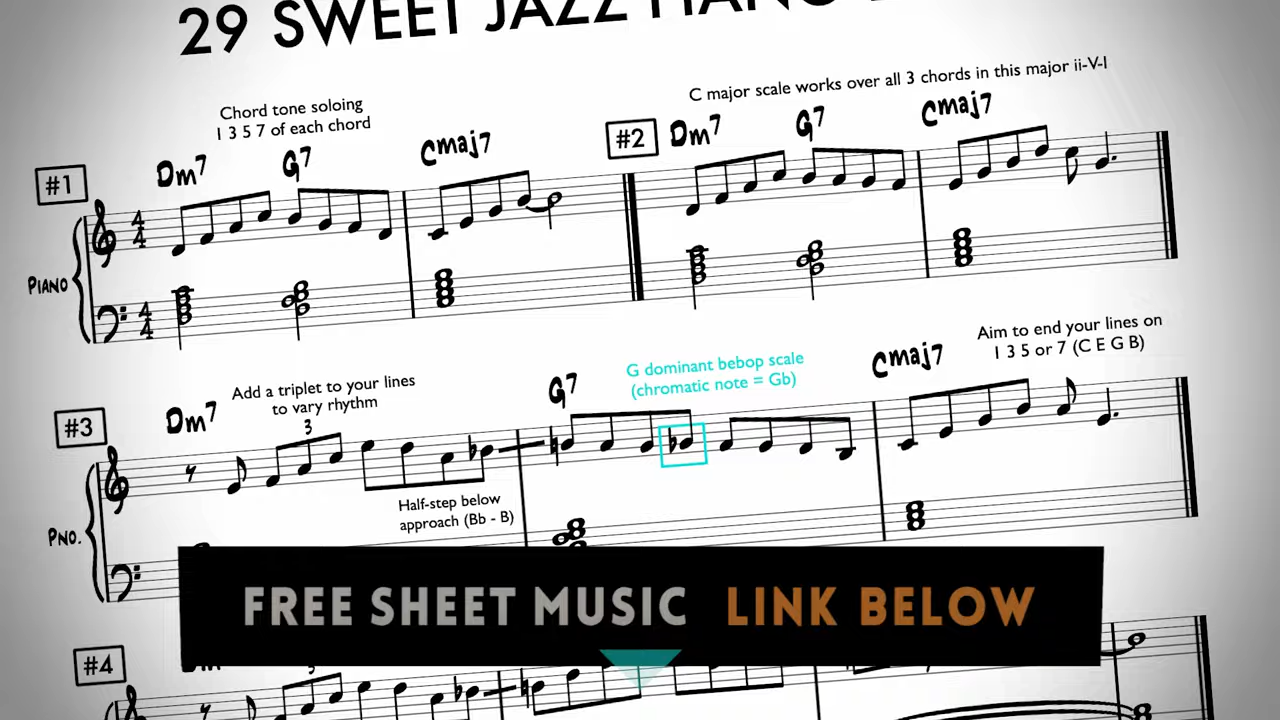 29 SWEET JAZZ PIANO
Chord tone soloing
1 3 5 7 of each chord
C major scale works over all 3 chords in this major ii-V-I
#1
Dm7
G7
Cmaj7
#2
Dm7
G7
Cmaj7
4
4
PIANO
4
4
Add a triplet to your lines
to vary rhythm
G dominant bebop scale
(chromatic note = Gb)
Aim to end your lines on
1 3 5 or 7 (C E G B)
#3
Dm7
3
G7
Cmaj7
Half-step below
approach (Bb - B)
PNO.
FREE SHEET MUSIC LINK BELOW
#4